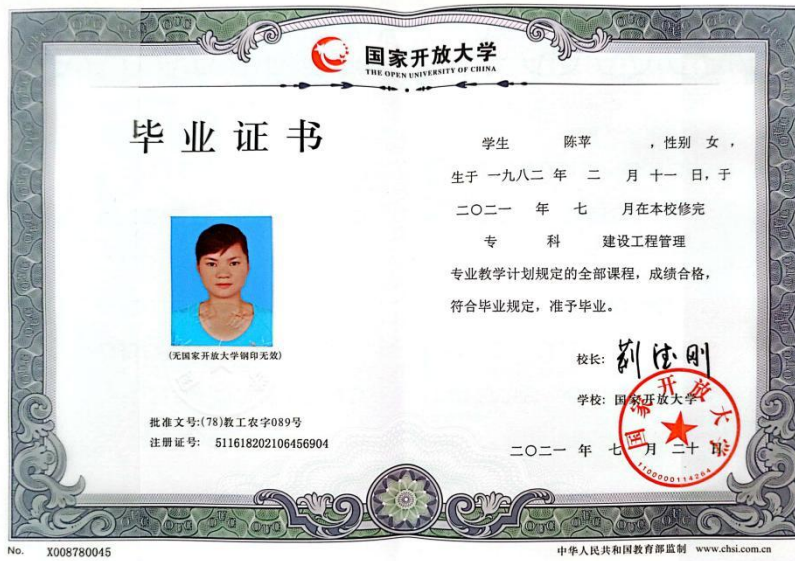 国家开放大学
THE OPEN UNIVERSITY OF CHINA
毕业证书
(无国家开放大学钢印无效)
批准文号:(78)教工农字089号
注册证号: 511618202106456904
学生 陈苹 ,性别 女,
生于 一九八二 年 二 月 十一 日,于
二〇二一 年 七 月在本校修完
专 科 建设工程管理
专业教学计划规定的全部课程,成绩合格,
符合毕业规定,准予毕业。
校长:
学校: 国家开放大学
二〇二一 年 七 月 二十 日
国家开放大学
1100000114264
No. X008780045
中华人民共和国教育部监制 www.chsi.com.cn